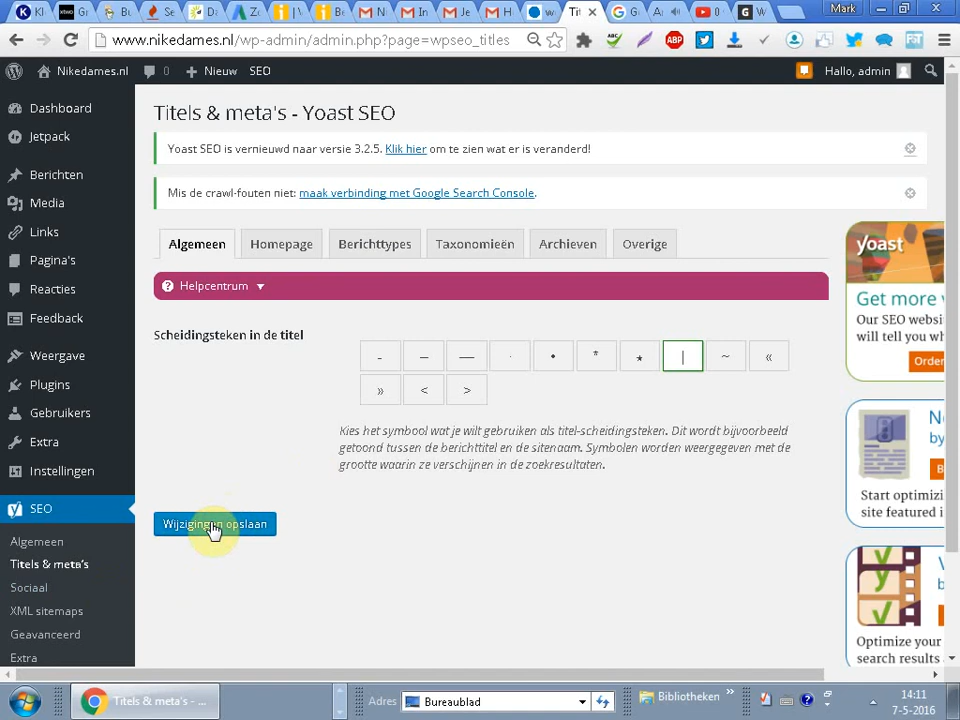 Mark
www.nikedames.nl/wp-admin/admin.php?page=wpseo_titles
Nikedames.nl
0
Nieuw
SEO
Hallo, admin
Dashboard
Jetpack
Berichten
Media
Links
Pagina's
Reacties
Feedback
Weergave
Plugins
Gebruikers
Extra
Instellingen
SEO
Algemeen
Titels & meta's
Sociaal
XML sitemaps
Geavanceerd
Extra
Titels & meta's - Yoast SEO
Yoast SEO is vernieuwd naar versie 3.2.5. Klik hier om te zien wat er is veranderd!
Mis de crawl-fouten niet: maak verbinding met Google Search Console.
Algemeen
Homepage
Berichttypes
Taxonomieën
Archieven
Overige
Helpcentrum
Scheidingsteken in de titel
- – — · • * ⋆ | ~ «
» < >
Kies het symbool wat je wilt gebruiken als titel-scheidingsteken. Dit wordt bijvoorbeeld
getoond tussen de berichttitel en de sitenaam. Symbolen worden weergegeven met de
grootte waarin ze verschijnen in de zoekresultaten.
Wijzigingen opslaan
yoast
Get more
Our SEO webs
will tell you wh
Order
by
Start optimizi
site featured i
Optimize your
search results
Titels & meta's - ...
Adres
Bureaublad
Bibliotheken
14:11
7-5-2016